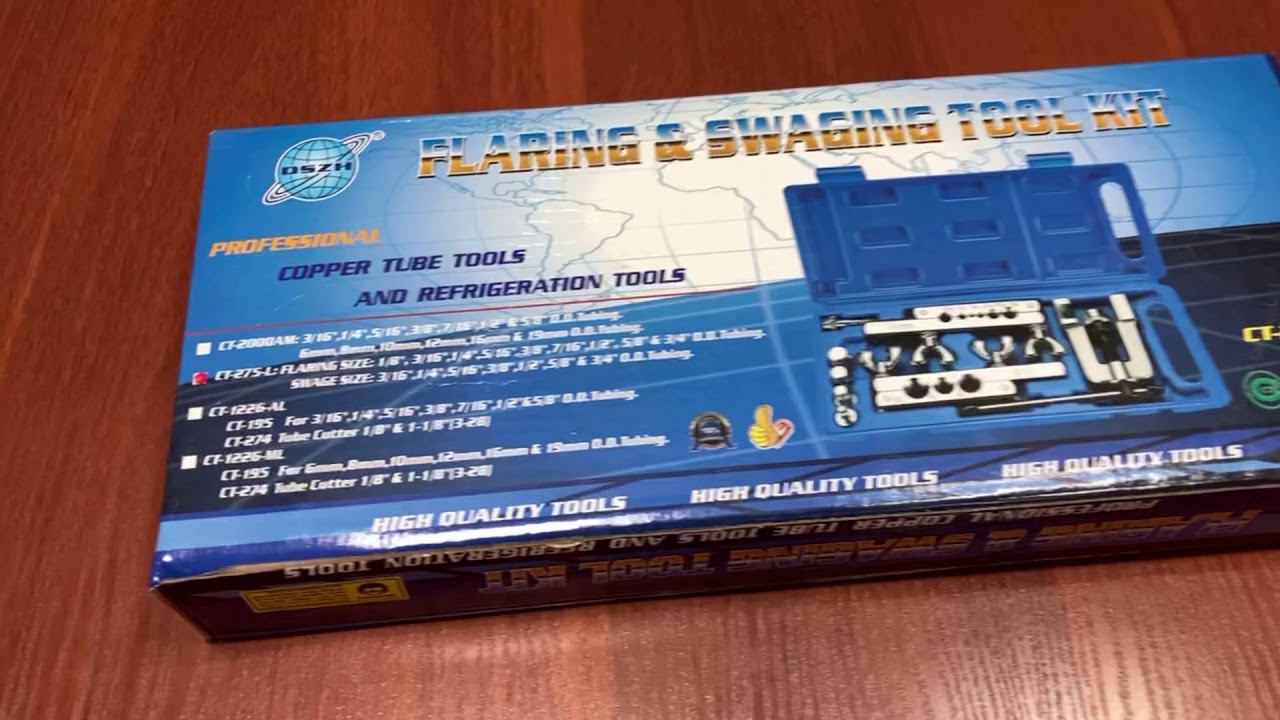 DSZH
®
FLARING & SWAGING TOOL KIT
PROFESSIONAL
COPPER TUBE TOOLS
AND REFRIGERATION TOOLS
CT-2000AM: 3/16",1/4",5/16",3/8",7/16",1/2"&5/8" O.D.Tubing.
6mm,8mm,10mm,12mm,16mm & 19mm O.D.Tubing.
CT-275-L: FLARING SIZE: 1/8", 3/16",1/4",5/16",3/8",7/16",1/2", 5/8" & 3/4" O.D.Tubing.
SWAGE SIZE: 3/16",1/4",5/16",3/8",1/2",5/8" & 3/4" O.D.Tubing.
CT-1226-AL
CT-195 For 3/16",1/4",5/16",3/8",7/16",1/2"&5/8" O.D.Tubing.
CT-274 Tube Cutter 1/8" & 1-1/8"(3-28)
CT-1226-ML
CT-195 For 6mm,8mm,10mm,12mm,16mm & 19mm O.D.Tubing.
CT-274 Tube Cutter 1/8" & 1-1/8"(3-28)
CT-
HIGH QUALITY TOOLS
HIGH QUALITY TOOLS
HIGH QUALITY TOOLS
FLARING & SWAGING TOOL KIT
PROFESSIONAL COPPER TUBE TOOLS AND REFRIGERATION TOOLS